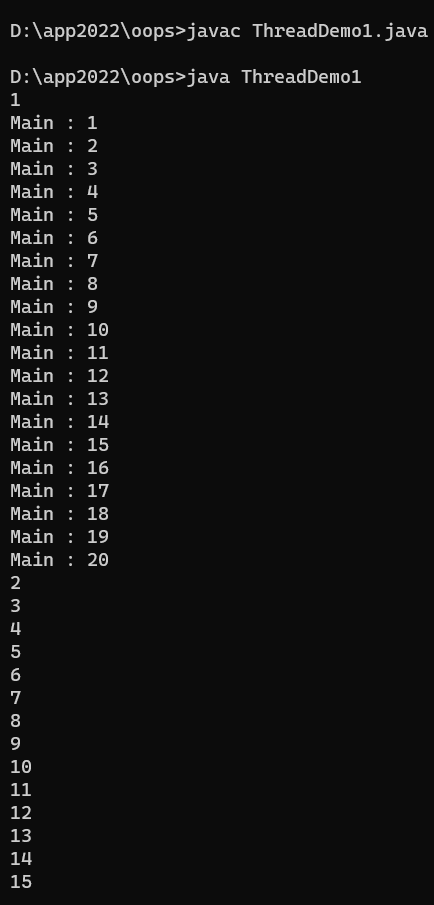 D:\app2022\oops>javac ThreadDemo1.java
D:\app2022\oops>java ThreadDemo1
1
Main : 1
Main : 2
Main : 3
Main : 4
Main : 5
Main : 6
Main : 7
Main : 8
Main : 9
Main : 10
Main : 11
Main : 12
Main : 13
Main : 14
Main : 15
Main : 16
Main : 17
Main : 18
Main : 19
Main : 20
2
3
4
5
6
7
8
9
10
11
12
13
14
15